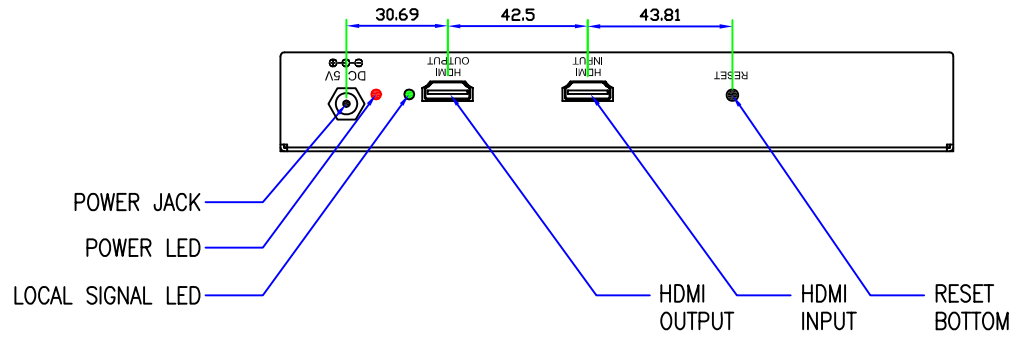 30.69
42.5
43.81
DC 5V
HDMI
OUTPUT
HDMI
INPUT
RESET
POWER JACK
POWER LED
LOCAL SIGNAL LED
HDMI
OUTPUT
HDMI
INPUT
RESET
BOTTOM